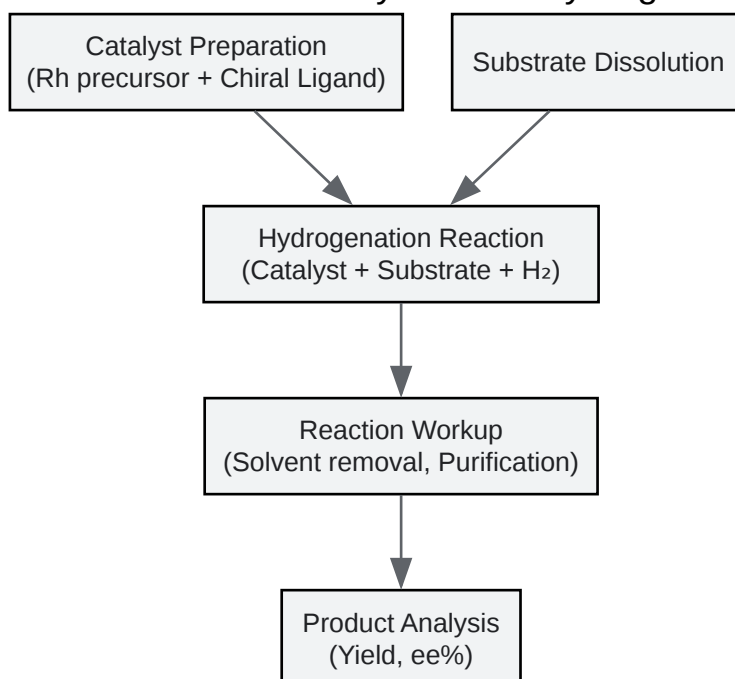 Catalyst Preparation
(Rh precursor + Chiral Ligand)
Substrate Dissolution
Hydrogenation Reaction
(Catalyst + Substrate + H₂)
Reaction Workup
(Solvent removal, Purification)
Product Analysis
(Yield, ee%)